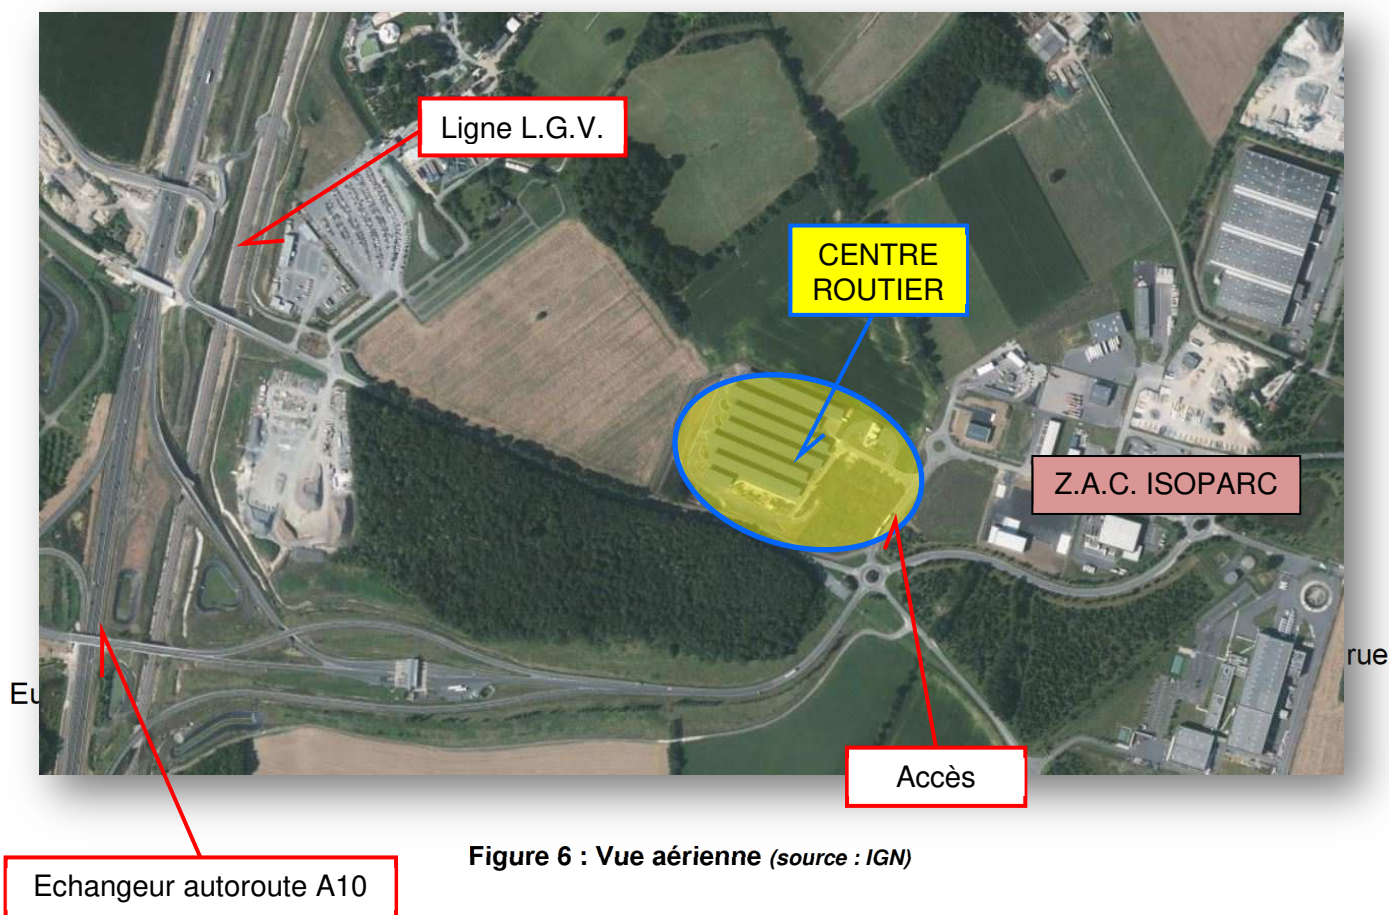 Ligne L.G.V.
CENTRE
ROUTIER
Z.A.C. ISOPARC
rue
Eu
Accès
Figure 6 : Vue aérienne (source : IGN)
Echangeur autoroute A10